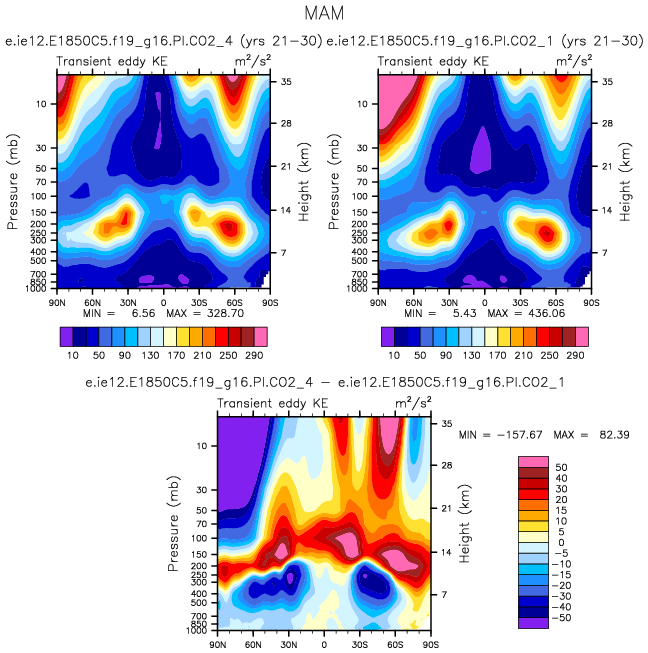 MAM
e.ie12.E1850C5.f19_g16.PI.CO2_4 (yrs 21-30) e.ie12.E1850C5.f19_g16.PI.CO2_1 (yrs 21-30)
Transient eddy KE m²/s² Transient eddy KE m²/s²
Pressure (mb) Height (km) Pressure (mb) Height (km)
10 35 10 35
30 28 30 28
50 21 50 21
70 70
100 100
150 14 150 14
200 200
250 250
300 300
400 7 400 7
500 500
700 700
850 850
1000 1000
90N 60N 30N 0 30S 60S 90S 90N 60N 30N 0 30S 60S 90S
MIN = 6.56 MAX = 328.70 MIN = 5.43 MAX = 436.06
10 50 90 130 170 210 250 290 10 50 90 130 170 210 250 290
e.ie12.E1850C5.f19_g16.PI.CO2_4 - e.ie12.E1850C5.f19_g16.PI.CO2_1
Transient eddy KE m²/s²
MIN = -157.67 MAX = 82.39
Pressure (mb) Height (km)
10 35
30 28
50 21
70
100
150 14
200
250
300
400 7
500
700
850
1000
90N 60N 30N 0 30S 60S 90S
50
40
30
20
15
10
5
0
-5
-10
-15
-20
-30
-40
-50